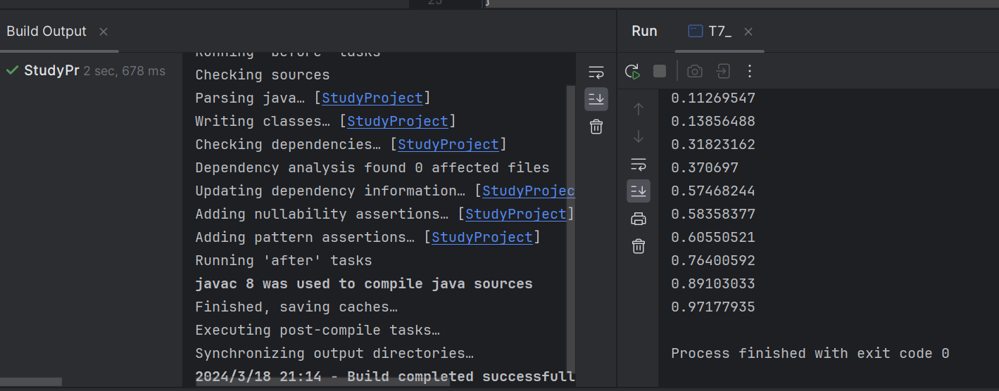 25
Build Output
StudyPr 2 sec, 678 ms
Running 'before' tasks
Checking sources
Parsing java… [StudyProject]
Writing classes… [StudyProject]
Checking dependencies… [StudyProject]
Dependency analysis found 0 affected files
Updating dependency information… [StudyProjec
Adding nullability assertions… [StudyProject]
Adding pattern assertions… [StudyProject]
Running 'after' tasks
javac 8 was used to compile java sources
Finished, saving caches…
Executing post-compile tasks…
Synchronizing output directories…
2024/3/18 21:14 - Build completed successfull
Run T7_
0.11269547
0.13856488
0.31823162
0.370697
0.57468244
0.58358377
0.60550521
0.76400592
0.89103033
0.97177935
Process finished with exit code 0